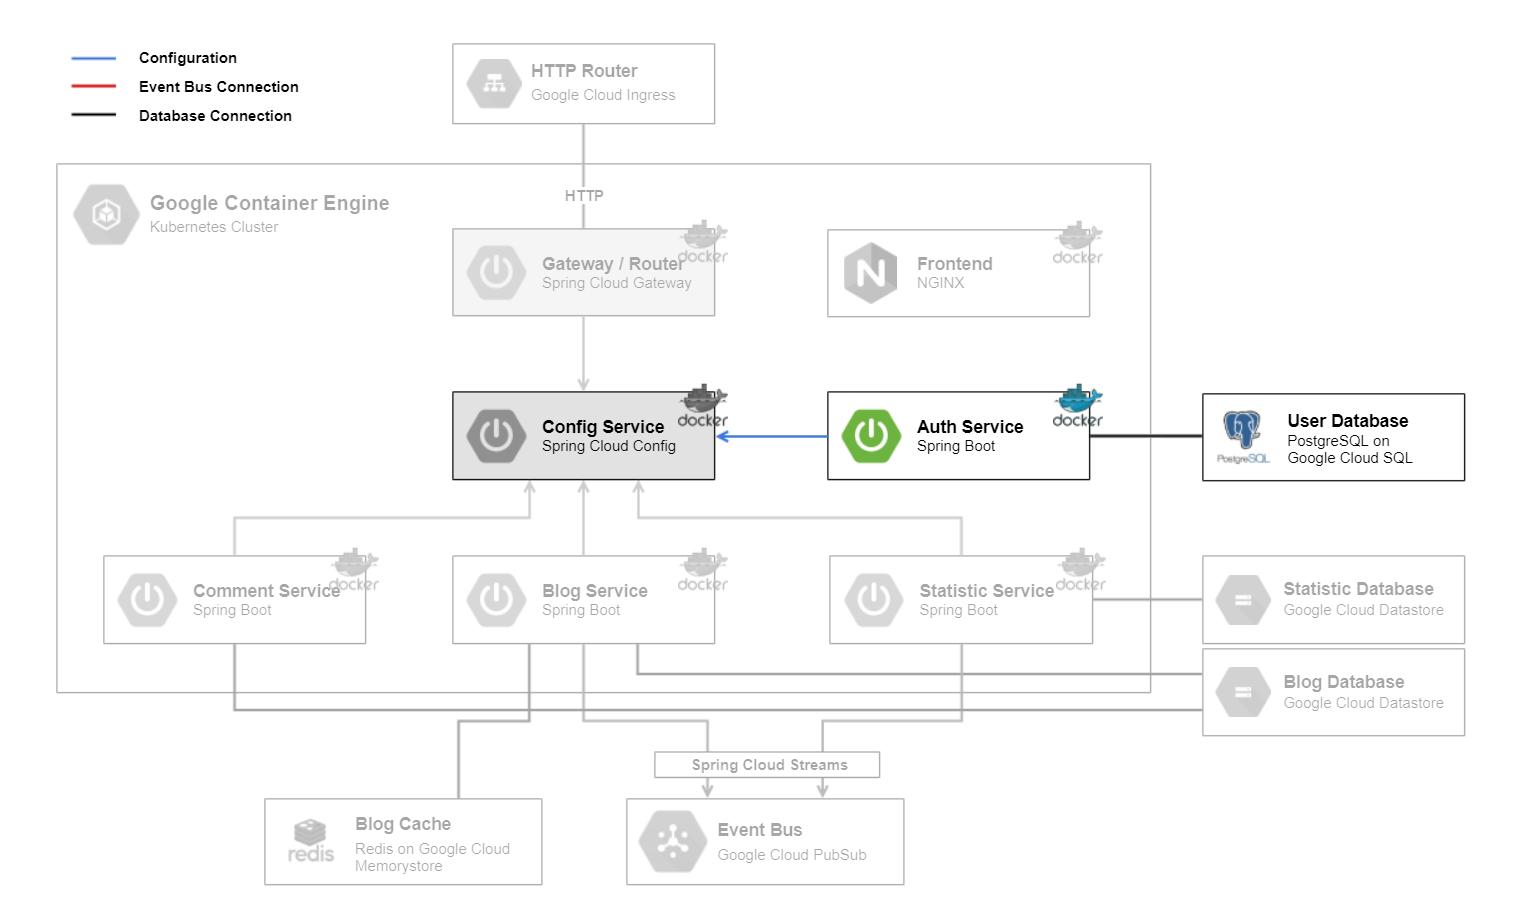 Configuration
Event Bus Connection
Database Connection
HTTP Router
Google Cloud Ingress
HTTP
Google Container Engine
Kubernetes Cluster
docker
Gateway / Router
Spring Cloud Gateway
docker
Frontend
NGINX
docker
Config Service
Spring Cloud Config
docker
Auth Service
Spring Boot
PostgreSQL
User Database
PostgreSQL on
Google Cloud SQL
docker
Comment Service
Spring Boot
docker
Blog Service
Spring Boot
docker
Statistic Service
Spring Boot
Statistic Database
Google Cloud Datastore
Blog Database
Google Cloud Datastore
Spring Cloud Streams
redis
Blog Cache
Redis on Google Cloud
Memorystore
Event Bus
Google Cloud PubSub